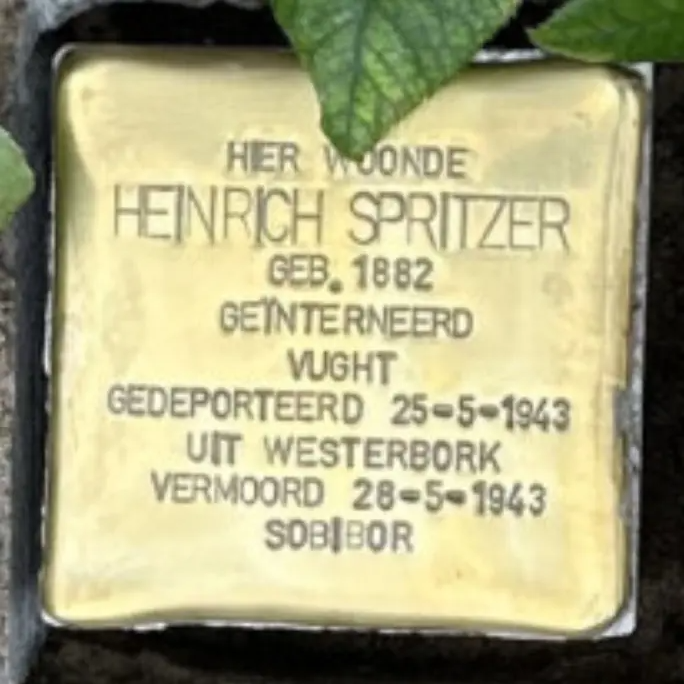 HIER WOONDE
HEINRICH SPRITZER
GEB. 1882
GEÏNTERNEERD
VUGHT
GEDEPORTEERD 25-5-1943
UIT WESTERBORK
VERMOORD 28-5-1943
SOBIBOR